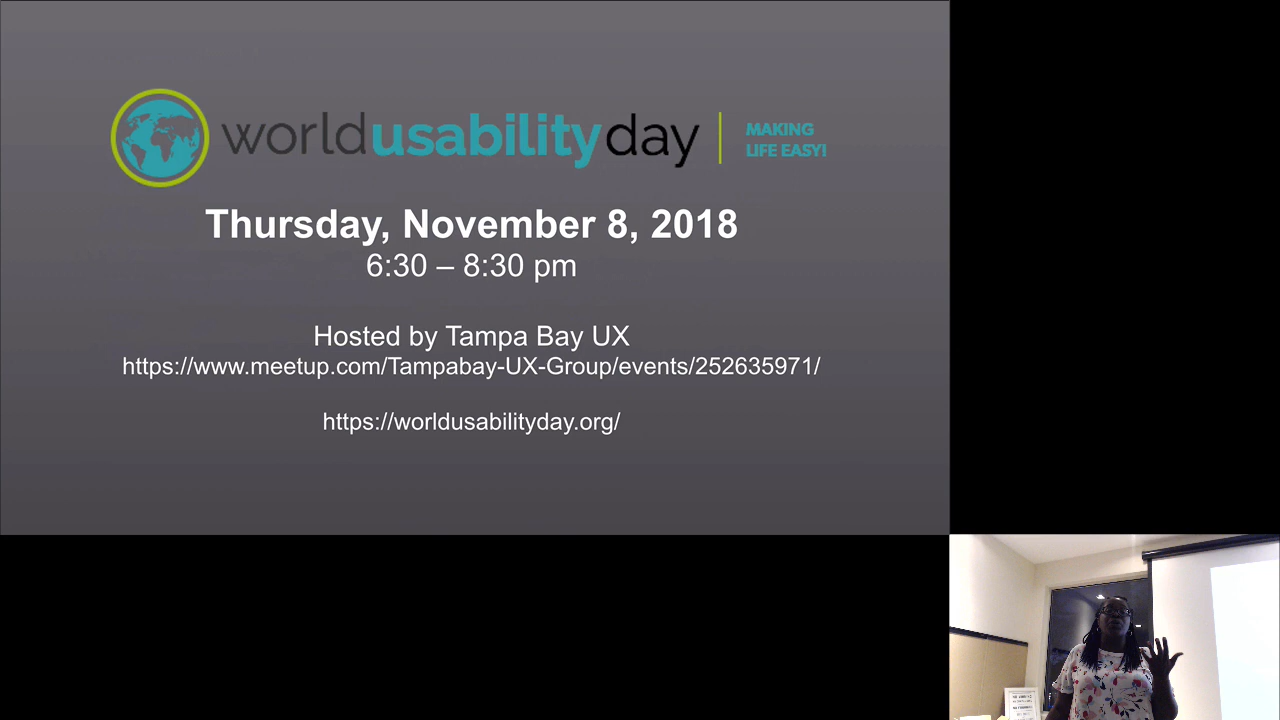 worldusabilityday
MAKING
LIFE EASY!
Thursday, November 8, 2018
6:30 – 8:30 pm
Hosted by Tampa Bay UX
https://www.meetup.com/Tampabay-UX-Group/events/252635971/
https://worldusabilityday.org/